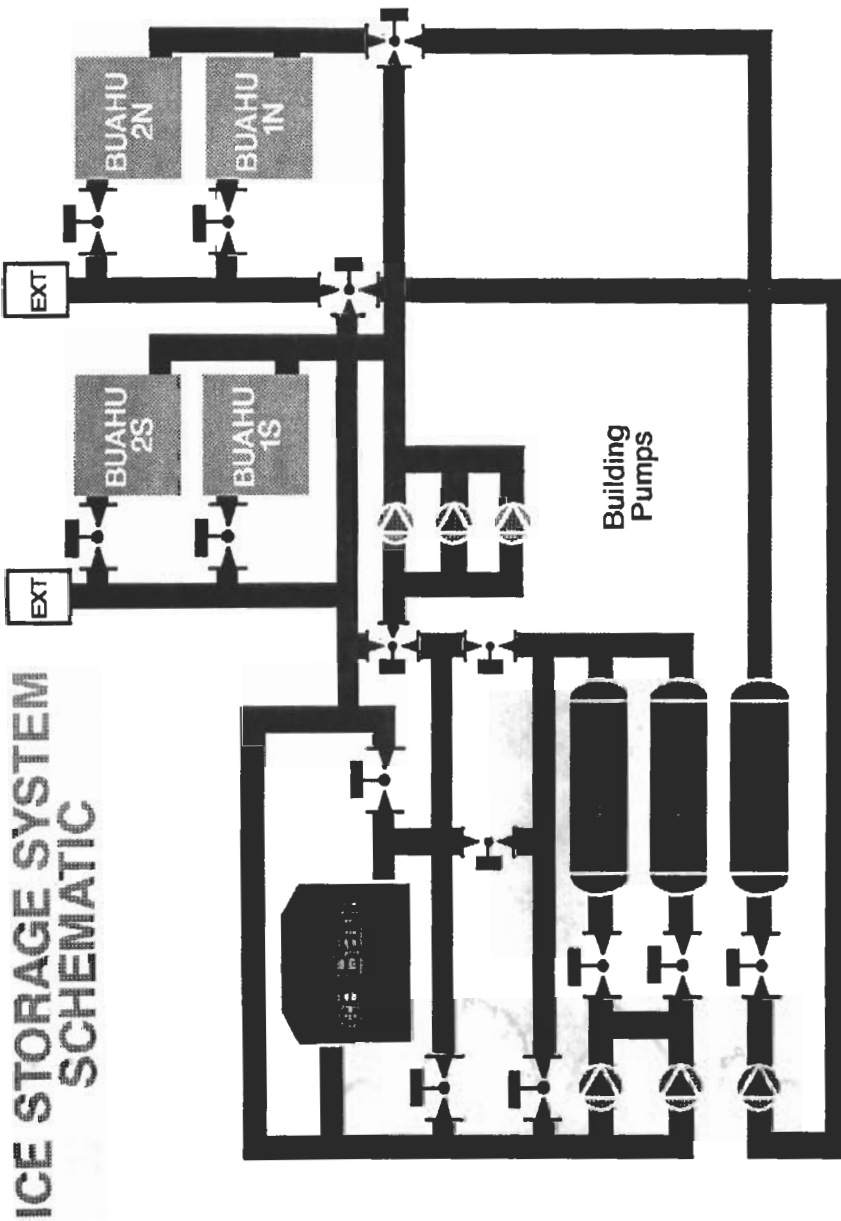 ICE STORAGE SYSTEM
SCHEMATIC
EXT
EXT
BUAHU
2S
BUAHU
2N
BUAHU
1S
BUAHU
1N
Building
Pumps